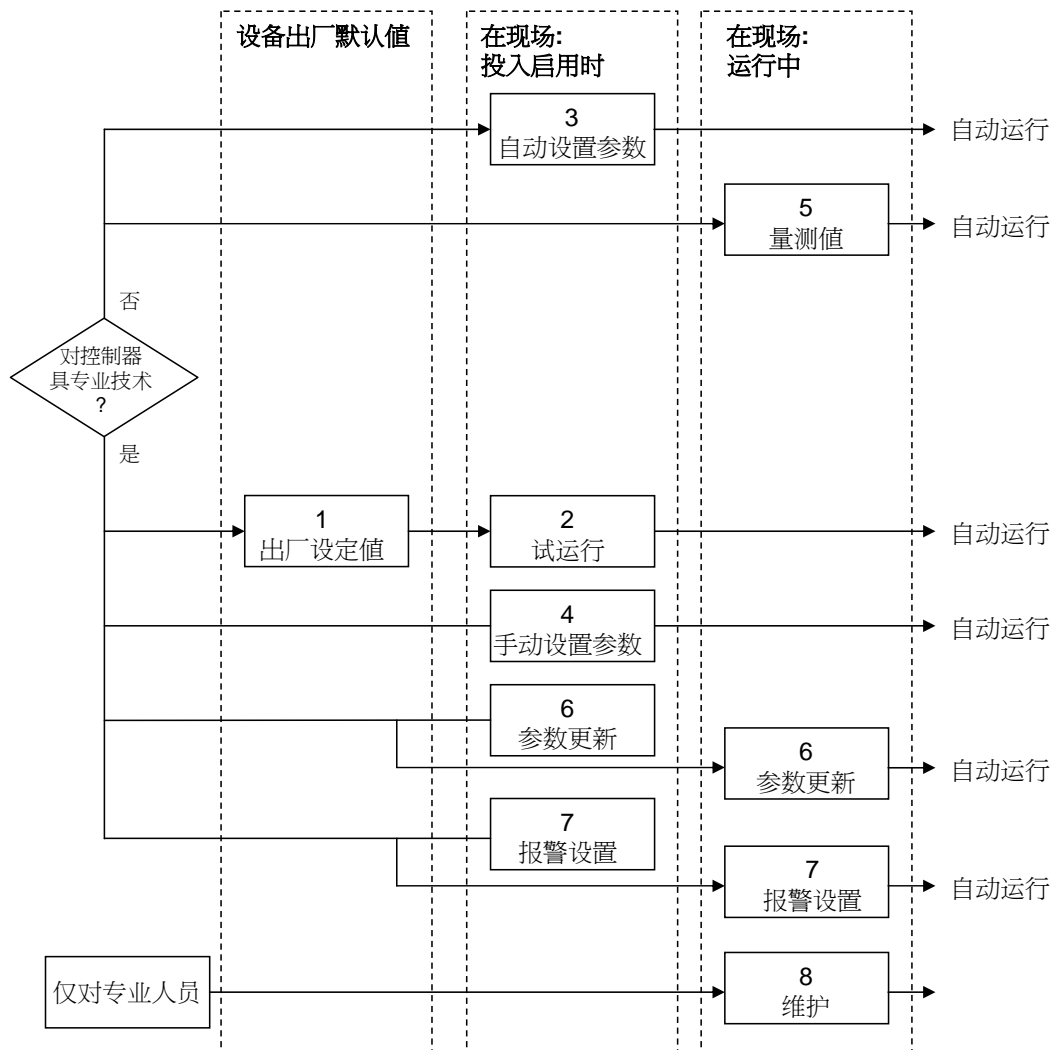 设备出厂默认值
在现场:
投入启用时
在现场:
运行中
3
自动设置参数
自动运行
5
量测值
自动运行
否
对控制器
具专业技术
?
是
1
出厂设定值
2
试运行
自动运行
4
手动设置参数
自动运行
6
参数更新
6
参数更新
自动运行
7
报警设置
7
报警设置
自动运行
仅对专业人员
8
维护